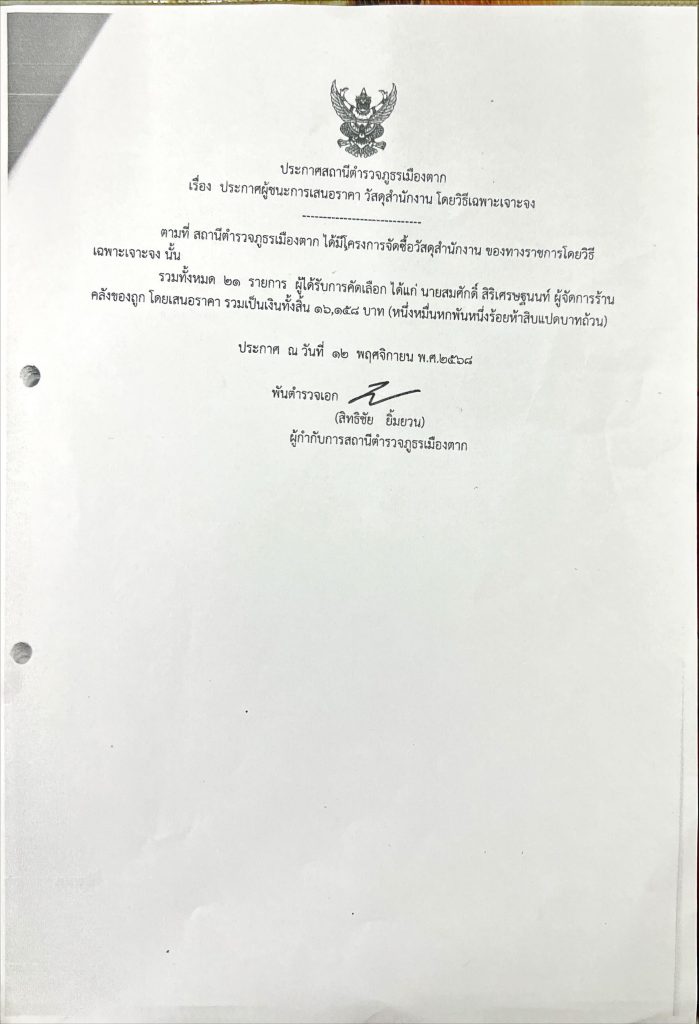 ประกาศสถานีตำรวจภูธรเมืองตาก
เรื่อง ประกาศผู้ชนะการเสนอราคา วัสดุสำนักงาน โดยวิธีเฉพาะเจาะจง
----------------------------
ตามที่ สถานีตำรวจภูธรเมืองตาก ได้มีโครงการจัดซื้อวัสดุสำนักงาน ของทางราชการโดยวิธี
เฉพาะเจาะจง นั้น
รวมทั้งหมด ๒๑ รายการ ผู้ได้รับการคัดเลือก ได้แก่ นายสมศักดิ์ สิริเศรษฐนนท์ ผู้จัดการร้าน
คลังของถูก โดยเสนอราคา รวมเป็นเงินทั้งสิ้น ๑๖,๑๕๘ บาท (หนึ่งหมื่นหกพันหนึ่งร้อยห้าสิบแปดบาทถ้วน)
ประกาศ ณ วันที่ ๑๒ พฤศจิกายน พ.ศ.๒๕๖๘
พันตำรวจเอก
(สิทธิชัย ยิ้มยวน)
ผู้กำกับการสถานีตำรวจภูธรเมืองตาก